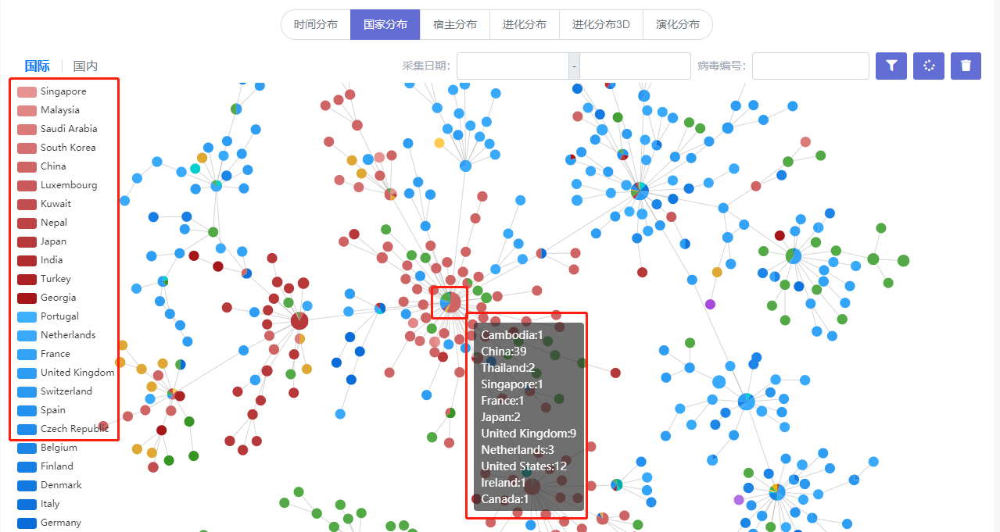 时间分布 国家分布 宿主分布 进化分布 进化分布3D 演化分布
国际 国内 采集日期: - 病毒编号:
Singapore
Malaysia
Saudi Arabia
South Korea
China
Luxembourg
Kuwait
Nepal
Japan
India
Turkey
Georgia
Portugal
Netherlands
France
United Kingdom
Switzerland
Spain
Czech Republic
Belgium
Finland
Denmark
Italy
Germany
Cambodia:1
China:39
Thailand:2
Singapore:1
France:1
Japan:2
United Kingdom:9
Netherlands:3
United States:12
Ireland:1
Canada:1